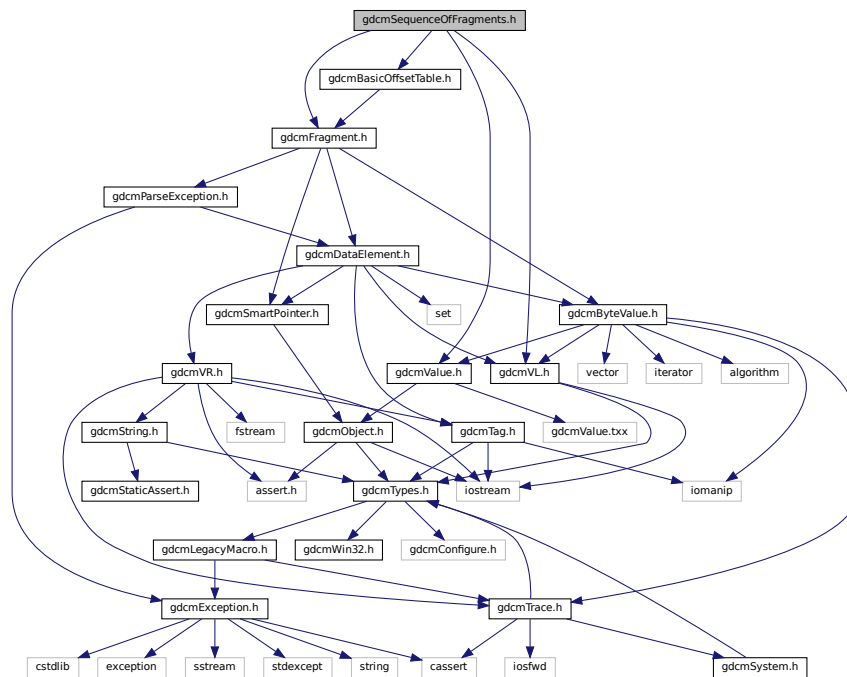 gdcmSequenceOfFragments.h
gdcmBasicOffsetTable.h
gdcmFragment.h
gdcmParseException.h
gdcmDataElement.h
gdcmSmartPointer.h
set
gdcmByteValue.h
gdcmVR.h
gdcmValue.h
gdcmVL.h
vector
iterator
algorithm
gdcmString.h
fstream
gdcmObject.h
gdcmTag.h
gdcmValue.txx
gdcmStaticAssert.h
assert.h
gdcmTypes.h
iostream
iomanip
gdcmLegacyMacro.h
gdcmWin32.h
gdcmConfigure.h
gdcmException.h
gdcmTrace.h
cstdlib
exception
sstream
stdexcept
string
cassert
iosfwd
gdcmSystem.h